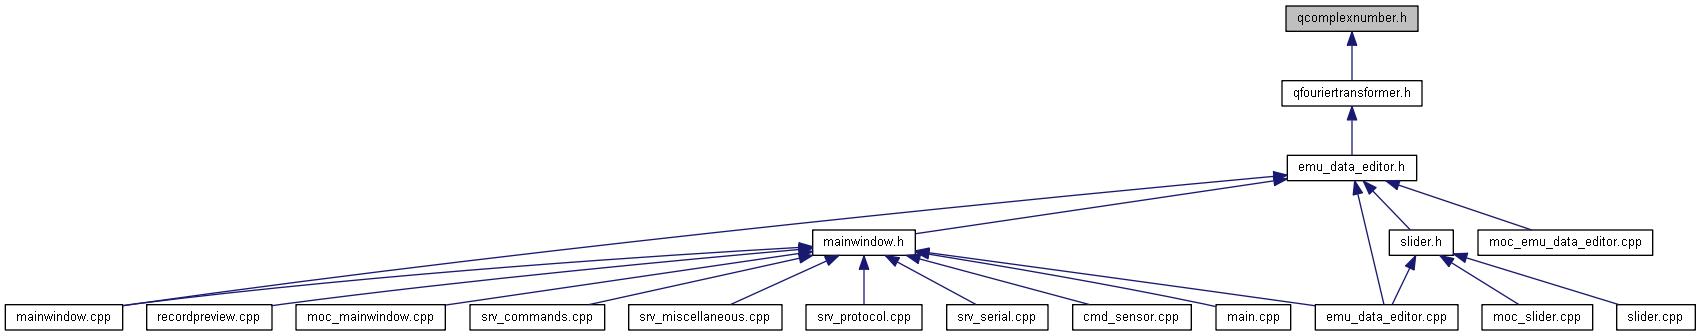 qcomplexnumber.h
qfouriertransformer.h
emu_data_editor.h
mainwindow.h
slider.h
moc_emu_data_editor.cpp
mainwindow.cpp
recordpreview.cpp
moc_mainwindow.cpp
srv_commands.cpp
srv_miscellaneous.cpp
srv_protocol.cpp
srv_serial.cpp
cmd_sensor.cpp
main.cpp
emu_data_editor.cpp
moc_slider.cpp
slider.cpp